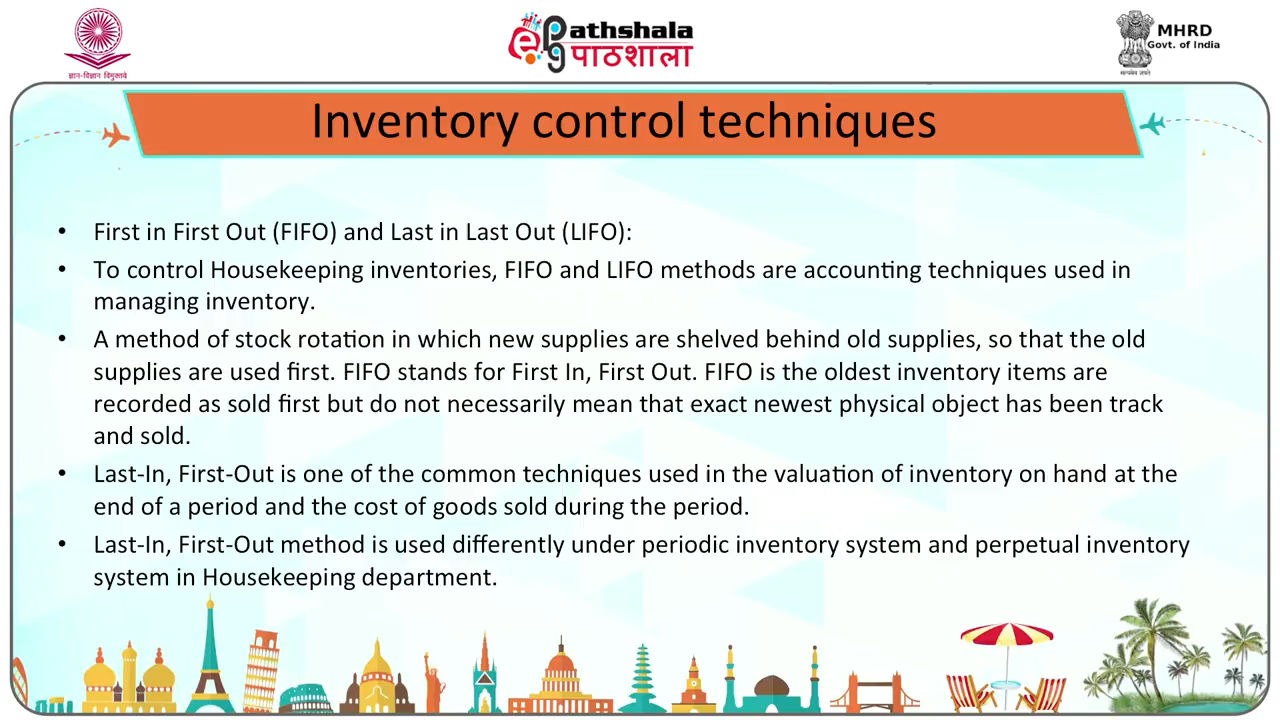 ज्ञान-विज्ञान विमुक्तये
ePathshala
पाठशाला
MHRD
Govt. of India
सत्यमेव जयते
Inventory control techniques
• First in First Out (FIFO) and Last in Last Out (LIFO):
• To control Housekeeping inventories, FIFO and LIFO methods are accounting techniques used in
managing inventory.
• A method of stock rotation in which new supplies are shelved behind old supplies, so that the old
supplies are used first. FIFO stands for First In, First Out. FIFO is the oldest inventory items are
recorded as sold first but do not necessarily mean that exact newest physical object has been track
and sold.
• Last-In, First-Out is one of the common techniques used in the valuation of inventory on hand at the
end of a period and the cost of goods sold during the period.
• Last-In, First-Out method is used differently under periodic inventory system and perpetual inventory
system in Housekeeping department.